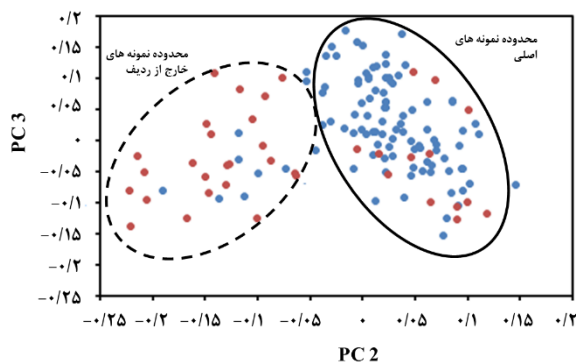 محدوده نمونه های
اصلی
محدوده نمونه های
خارج از ردیف
PC 3
۰/۲
۰/۱۵
۰/۱
۰/۰۵
۰
−۰/۰۵
−۰/۱
−۰/۱۵
−۰/۲
−۰/۲۵
−۰/۲۵ −۰/۲ −۰/۱۵ −۰/۱ −۰/۰۵ ۰ ۰/۰۵ ۰/۱ ۰/۱۵ ۰/۲
PC 2